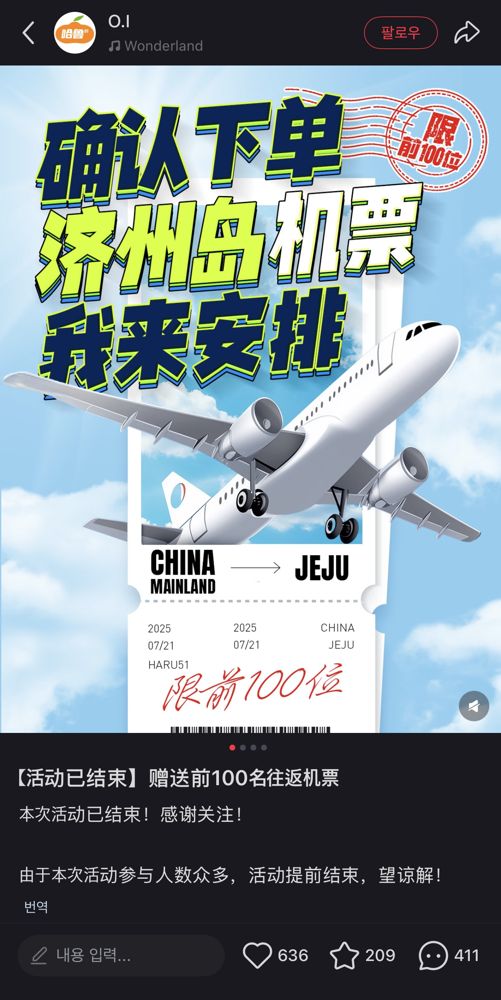 O.I
Wonderland
팔로우
哈鲁
限
前100位
确认下单
济州岛机票
我来安排
CHINA
MAINLAND
JEJU
2025
07/21
2025
07/21
CHINA
JEJU
HARU51
限前100位
【活动已结束】赠送前100名往返机票
本次活动已结束！感谢关注！
由于本次活动参与人数众多，活动提前结束，望谅解！
번역
내용 입력...
636
209
411